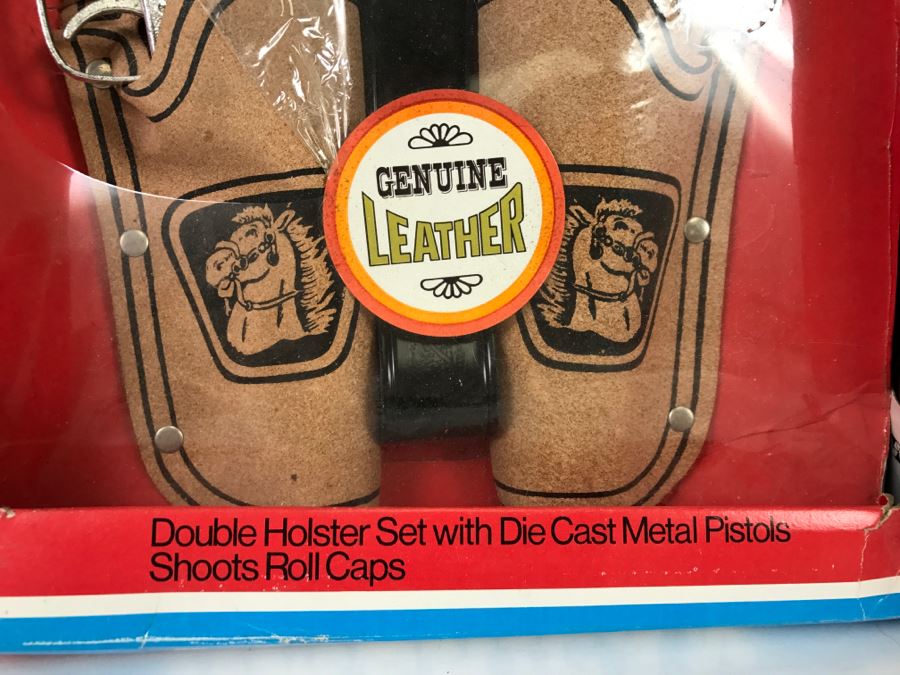 GENUINE
LEATHER
Double Holster Set with Die Cast Metal Pistols
Shoots Roll Caps